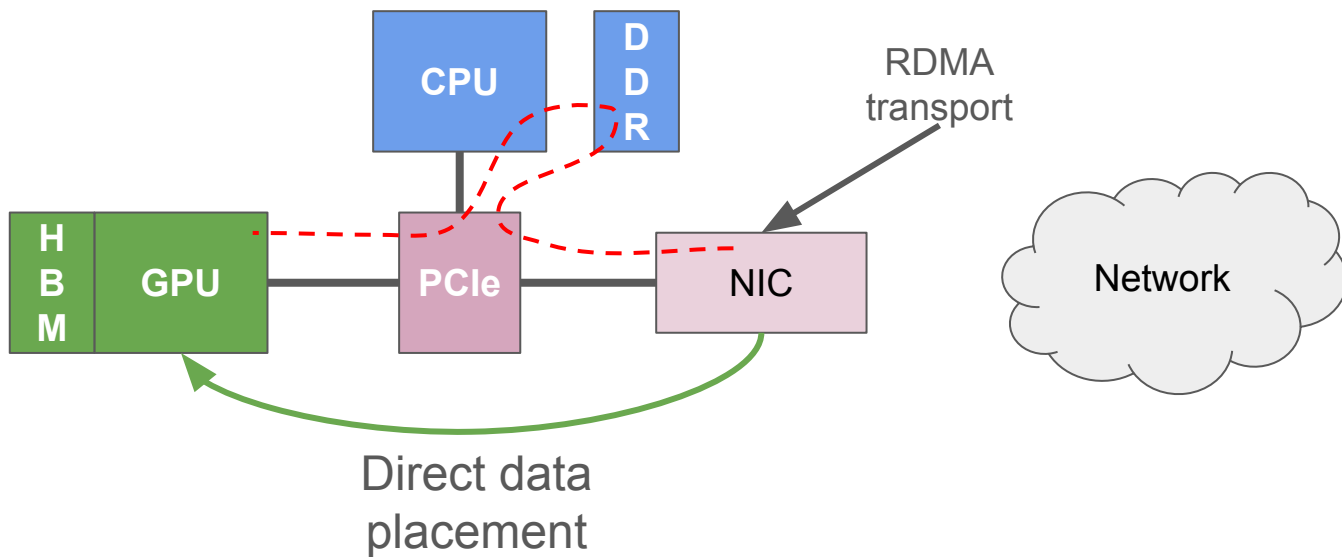 CPU
D
D
R
RDMA
transport
H
B
M
GPU
PCIe
NIC
Network
Direct data
placement